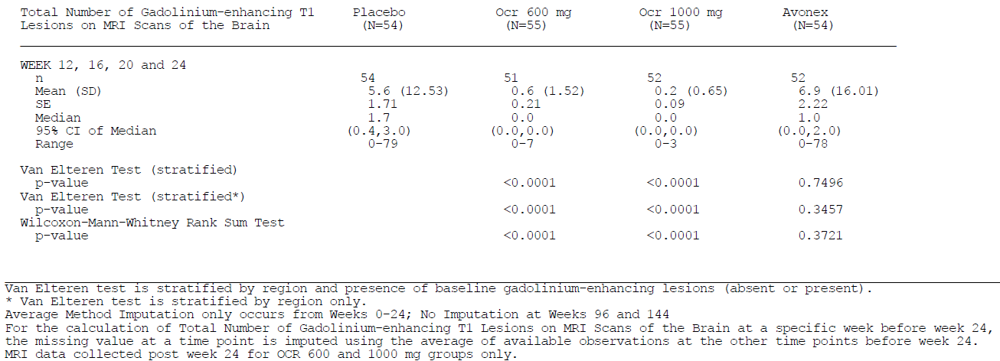 Total Number of Gadolinium-enhancing T1 Placebo Ocr 600 mg Ocr 1000 mg Avonex
Lesions on MRI Scans of the Brain (N=54) (N=55) (N=55) (N=54)
WEEK 12, 16, 20 and 24
n 54 51 52 52
Mean (SD) 5.6 (12.53) 0.6 (1.52) 0.2 (0.65) 6.9 (16.01)
SE 1.71 0.21 0.09 2.22
Median 1.7 0.0 0.0 1.0
95% CI of Median (0.4,3.0) (0.0,0.0) (0.0,0.0) (0.0,2.0)
Range 0-79 0-7 0-3 0-78
Van Elteren Test (stratified)
p-value <0.0001 <0.0001 0.7496
Van Elteren Test (stratified*)
p-value <0.0001 <0.0001 0.3457
Wilcoxon-Mann-Whitney Rank Sum Test
p-value <0.0001 <0.0001 0.3721
Van Elteren test is stratified by region and presence of baseline gadolinium-enhancing lesions (absent or present).
* Van Elteren test is stratified by region only.
Average Method Imputation only occurs from Weeks 0-24; No Imputation at Weeks 96 and 144
For the calculation of Total Number of Gadolinium-enhancing T1 Lesions on MRI Scans of the Brain at a specific week before week 24,
the missing value at a time point is imputed using the average of available observations at the other time points before week 24.
MRI data collected post week 24 for OCR 600 and 1000 mg groups only.